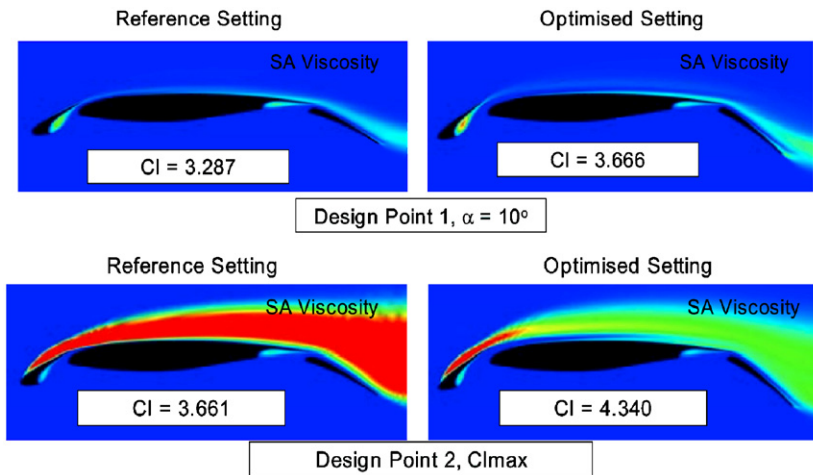 Reference Setting
Optimised Setting
SA Viscosity
SA Viscosity
Cl = 3.287
Cl = 3.666
Design Point 1, α = 10º
Reference Setting
Optimised Setting
SA Viscosity
SA Viscosity
Cl = 3.661
Cl = 4.340
Design Point 2, Clmax